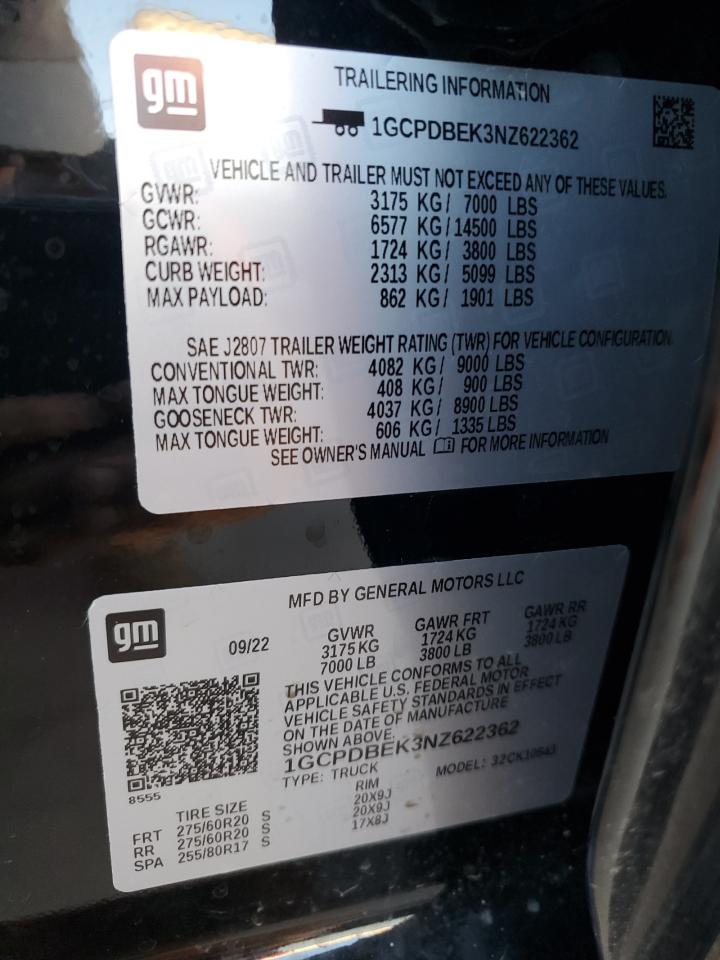 gm
TRAILERING INFORMATION
1GCPDBEK3NZ622362
VEHICLE AND TRAILER MUST NOT EXCEED ANY OF THESE VALUES.
GVWR: 3175 KG/ 7000 LBS
GCWR: 6577 KG/14500 LBS
RGAWR: 1724 KG/ 3800 LBS
CURB WEIGHT: 2313 KG/ 5099 LBS
MAX PAYLOAD: 862 KG/ 1901 LBS
SAE J2807 TRAILER WEIGHT RATING (TWR) FOR VEHICLE CONFIGURATION
CONVENTIONAL TWR: 4082 KG/ 9000 LBS
MAX TONGUE WEIGHT: 408 KG/ 900 LBS
GOOSENECK TWR: 4037 KG/ 8900 LBS
MAX TONGUE WEIGHT: 606 KG/ 1335 LBS
SEE OWNER'S MANUAL FOR MORE INFORMATION
gm
MFD BY GENERAL MOTORS LLC
09/22 GVWR GAWR FRT GAWR RR
3175 KG 1724 KG 1724 KG
7000 LB 3800 LB 3800 LB
THIS VEHICLE CONFORMS TO ALL
APPLICABLE U.S. FEDERAL MOTOR
VEHICLE SAFETY STANDARDS IN EFFECT
ON THE DATE OF MANUFACTURE
SHOWN ABOVE.
1GCPDBEK3NZ622362
TYPE: TRUCK MODEL: 32CK10543
8555
TIRE SIZE RIM
FRT 275/60R20 S 20X9J
RR 275/60R20 S 20X9J
SPA 255/80R17 S 17X8J